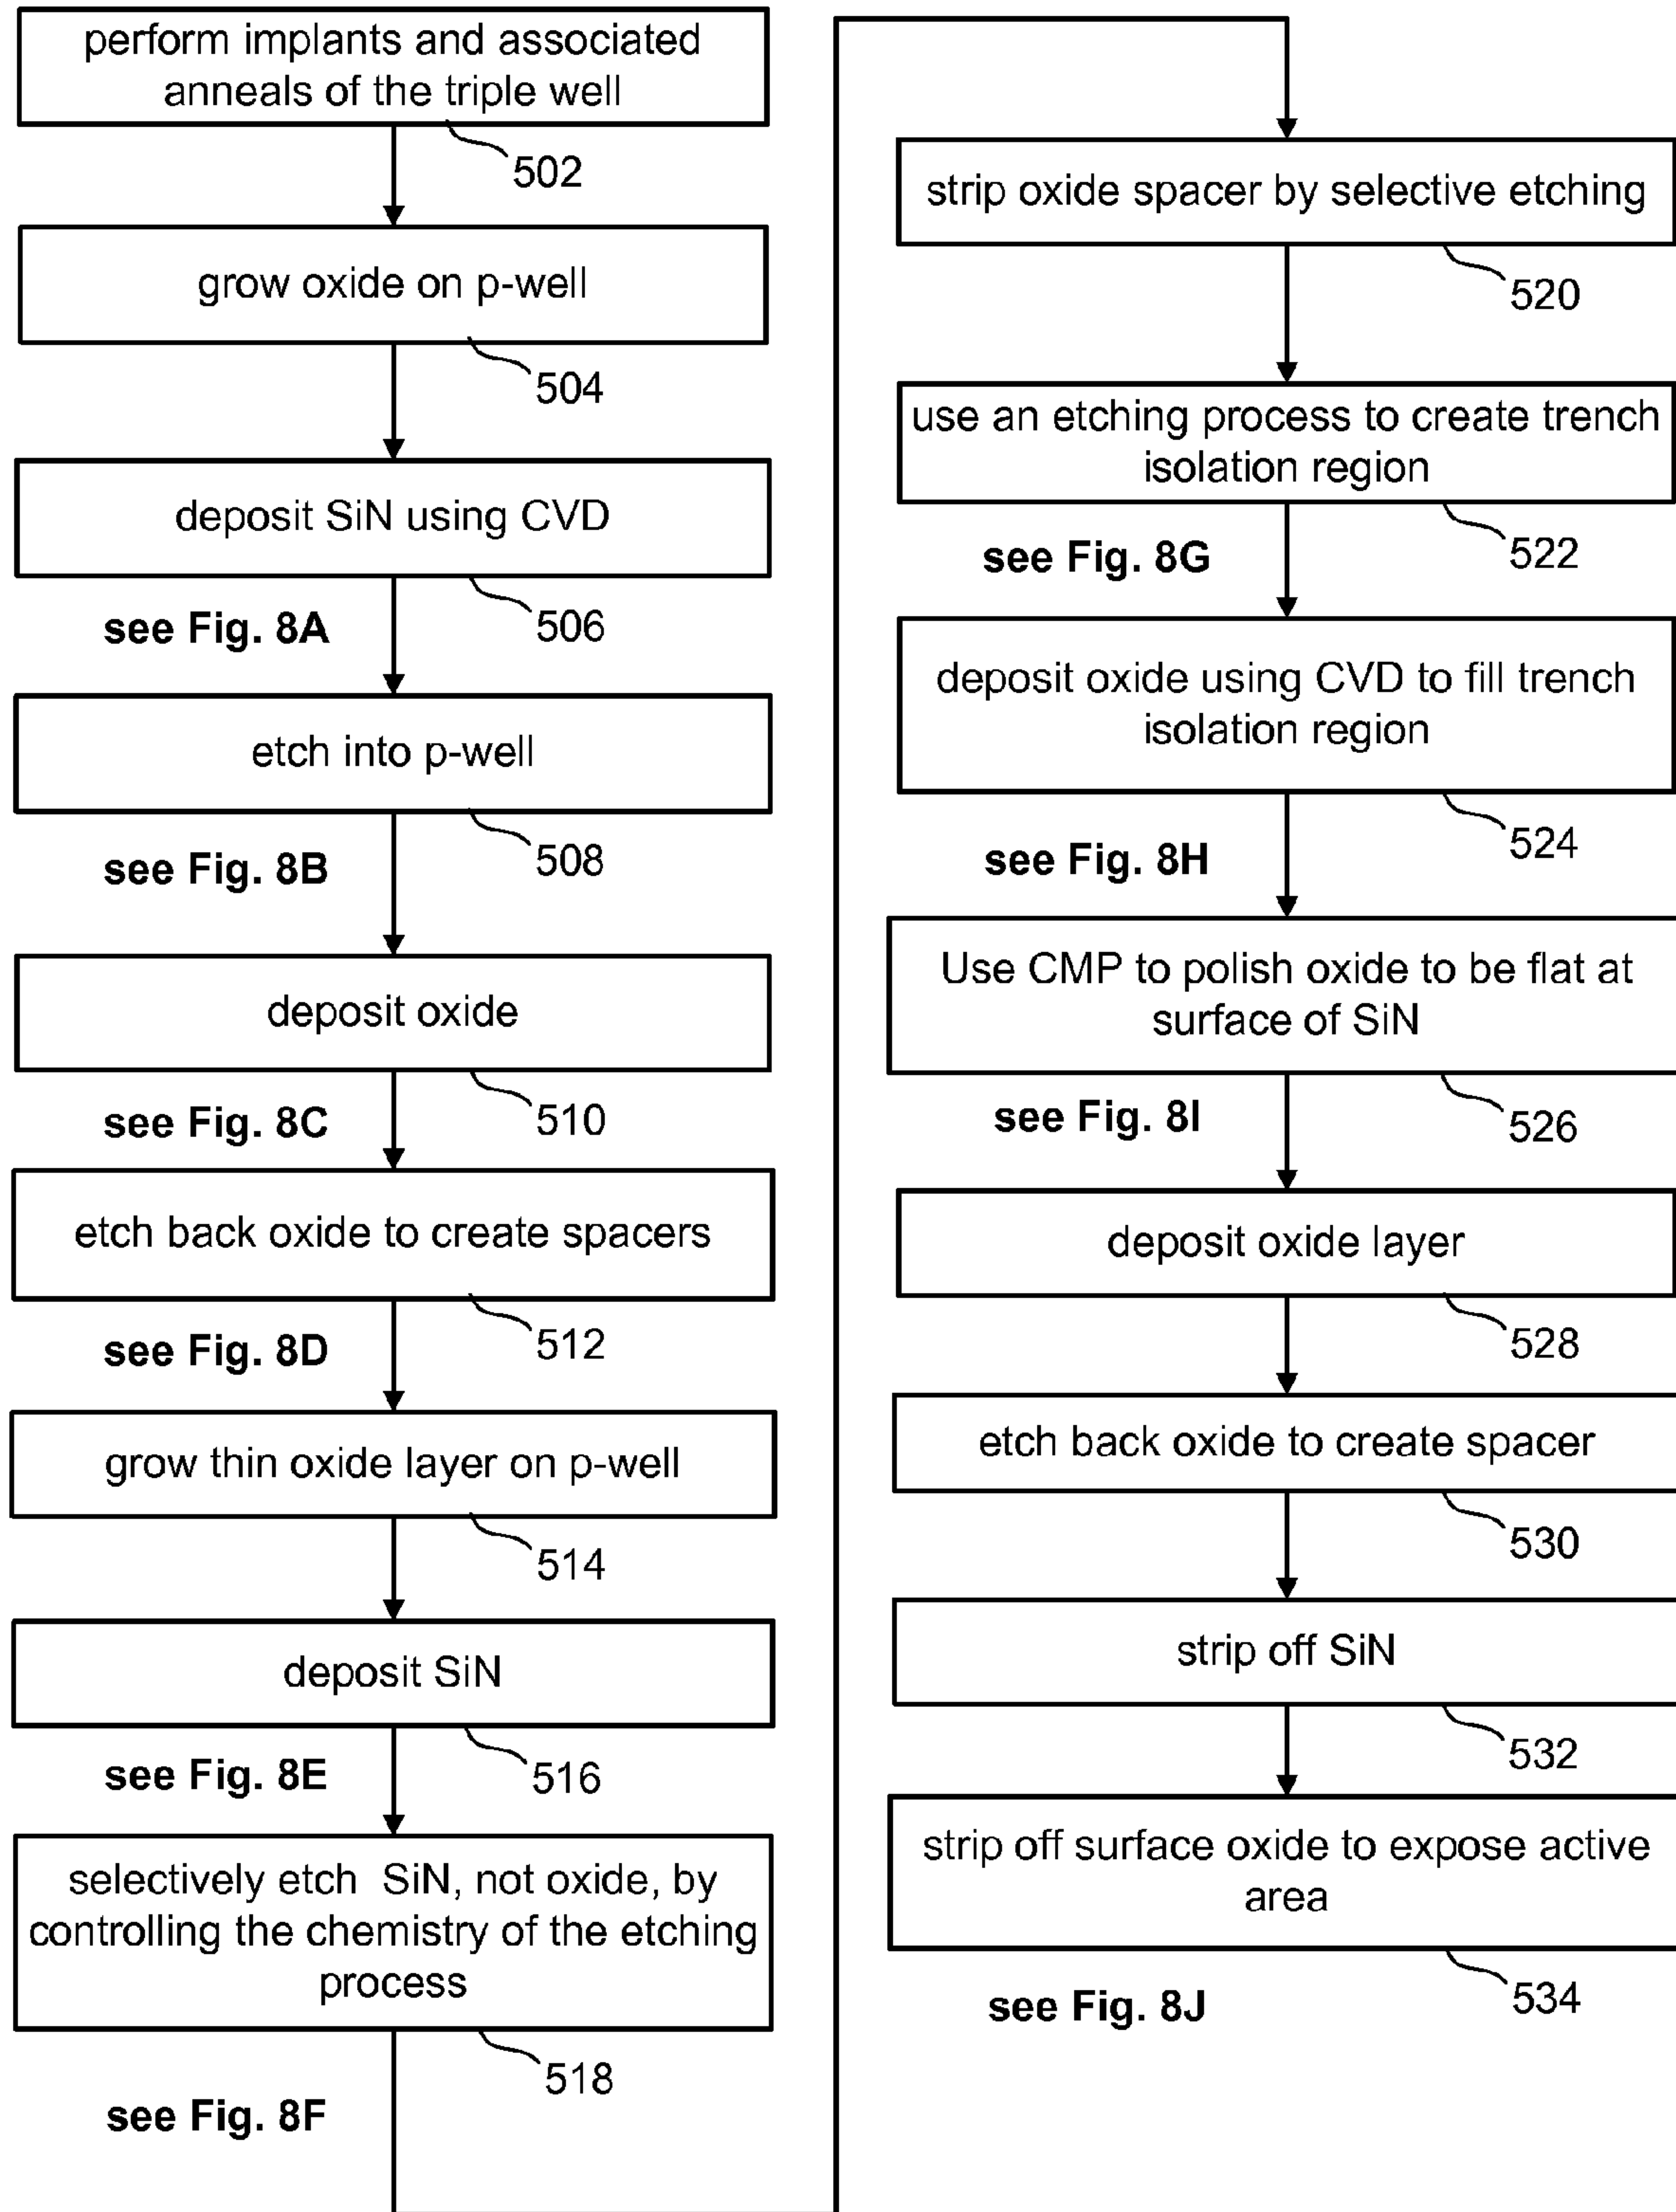 perform implants and associated
anneals of the triple well
502
grow oxide on p-well
504
deposit SiN using CVD
506
see Fig. 8A
etch into p-well
508
see Fig. 8B
deposit oxide
510
see Fig. 8C
etch back oxide to create spacers
512
see Fig. 8D
grow thin oxide layer on p-well
514
deposit SiN
516
see Fig. 8E
selectively etch SiN, not oxide, by
controlling the chemistry of the etching
process
518
see Fig. 8F
strip oxide spacer by selective etching
520
use an etching process to create trench
isolation region
522
see Fig. 8G
deposit oxide using CVD to fill trench
isolation region
524
see Fig. 8H
Use CMP to polish oxide to be flat at
surface of SiN
526
see Fig. 8I
deposit oxide layer
528
etch back oxide to create spacer
530
strip off SiN
532
strip off surface oxide to expose active
area
534
see Fig. 8J